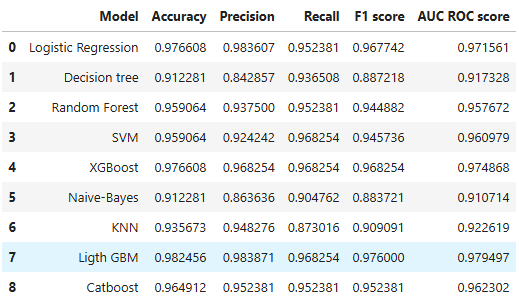 Model Accuracy Precision Recall F1 score AUC ROC score
0 Logistic Regression 0.976608 0.983607 0.952381 0.967742 0.971561
1 Decision tree 0.912281 0.842857 0.936508 0.887218 0.917328
2 Random Forest 0.959064 0.937500 0.952381 0.944882 0.957672
3 SVM 0.959064 0.924242 0.968254 0.945736 0.960979
4 XGBoost 0.976608 0.968254 0.968254 0.968254 0.974868
5 Naive-Bayes 0.912281 0.863636 0.904762 0.883721 0.910714
6 KNN 0.935673 0.948276 0.873016 0.909091 0.922619
7 Ligth GBM 0.982456 0.983871 0.968254 0.976000 0.979497
8 Catboost 0.964912 0.952381 0.952381 0.952381 0.962302